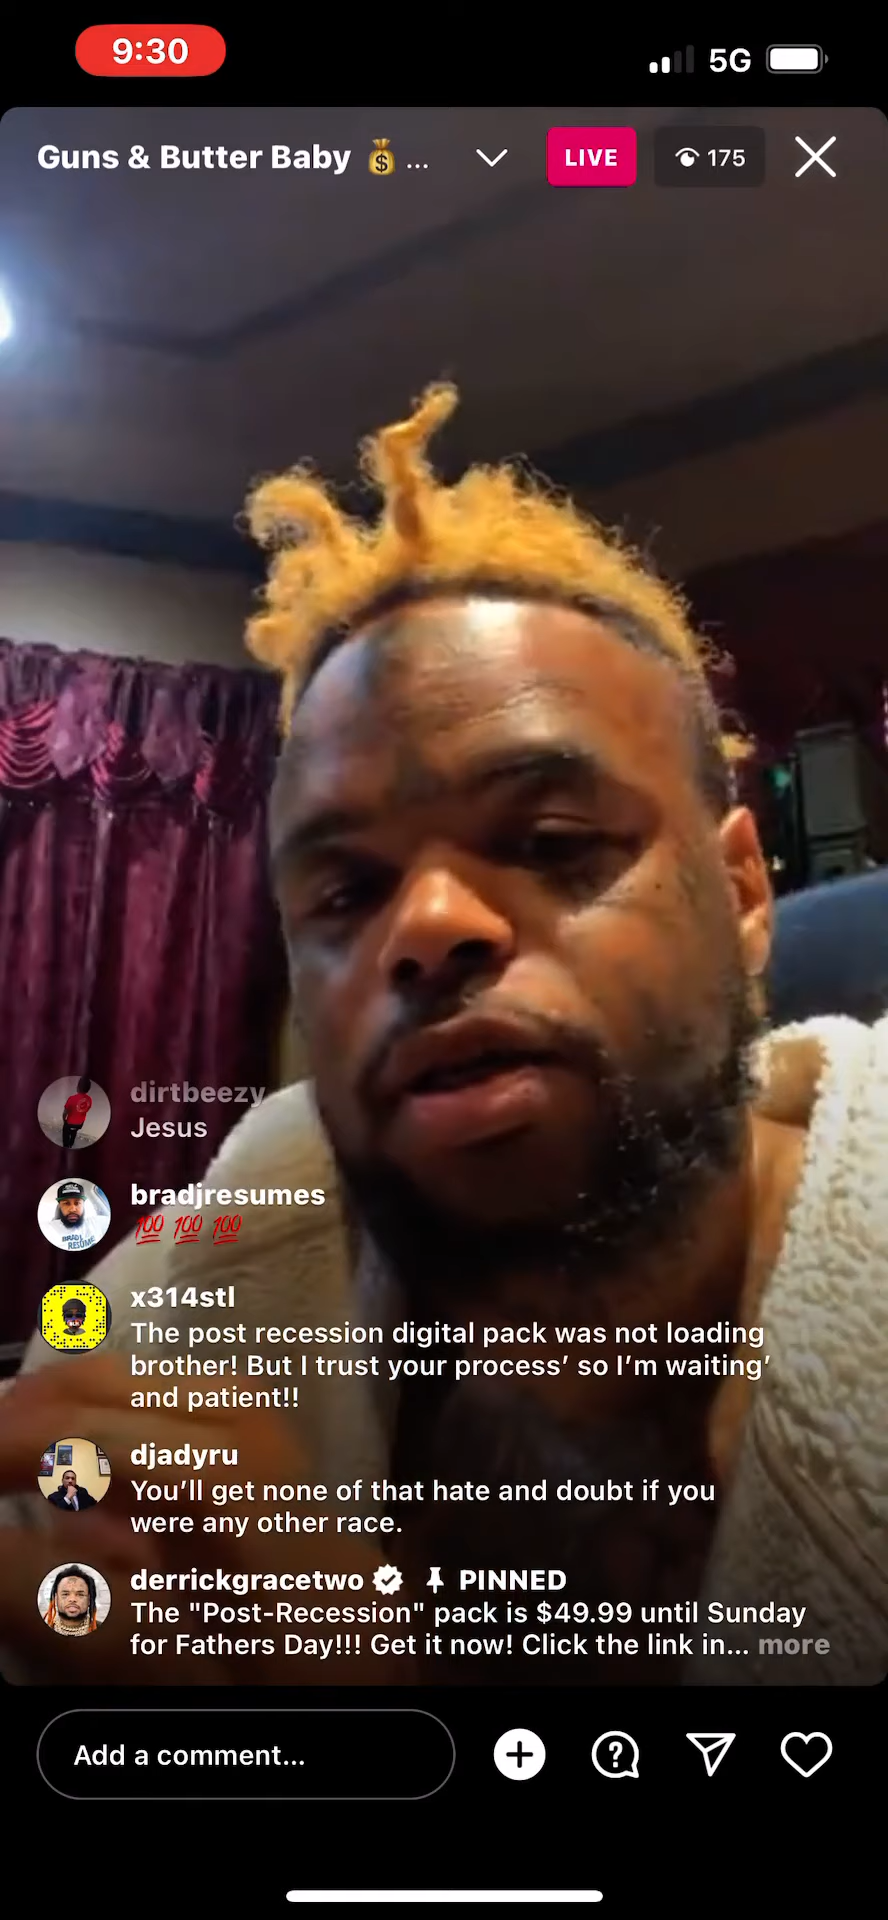 9:30
5G
Guns & Butter Baby 💰 ...
LIVE
175
dirtbeezy
Jesus
bradjresumes
💯 💯 💯
x314stl
The post recession digital pack was not loading
brother! But I trust your process’ so I’m waiting’
and patient!!
djadyru
You’ll get none of that hate and doubt if you
were any other race.
derrickgracetwo PINNED
The "Post-Recession" pack is $49.99 until Sunday
for Fathers Day!!! Get it now! Click the link in... more
Add a comment...